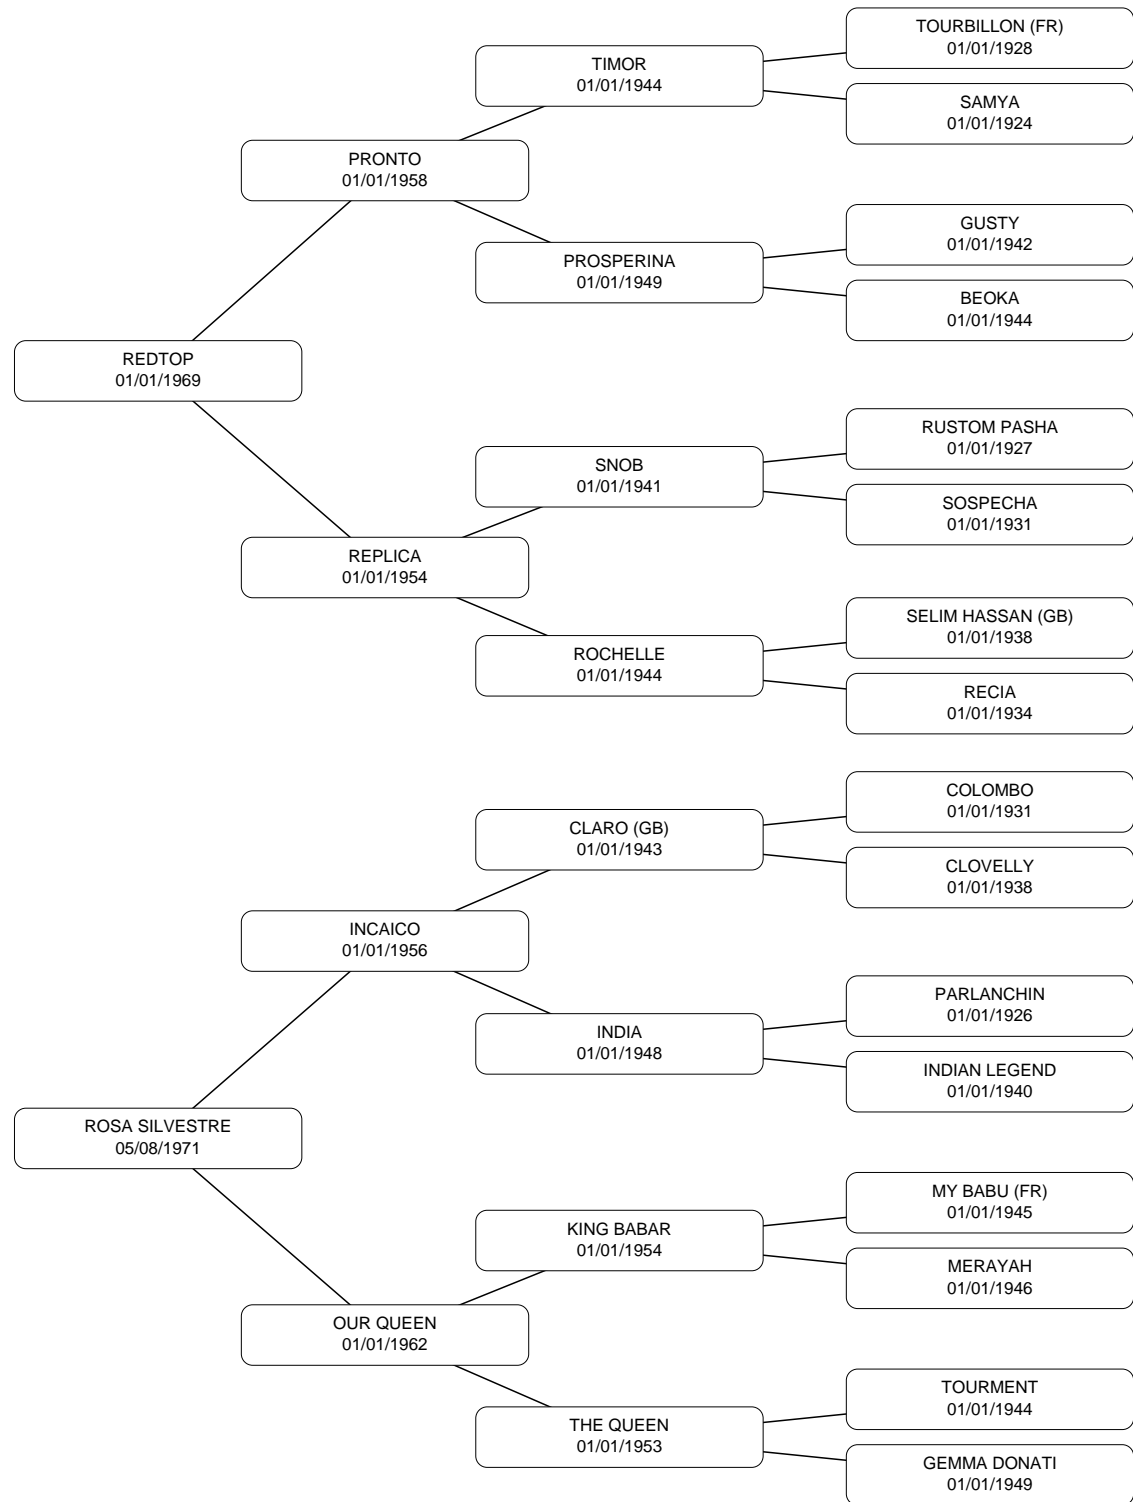 TOURBILLON (FR)
01/01/1928
TIMOR
01/01/1944
SAMYA
01/01/1924
PRONTO
01/01/1958
GUSTY
01/01/1942
PROSPERINA
01/01/1949
BEOKA
01/01/1944
REDTOP
01/01/1969
RUSTOM PASHA
01/01/1927
SNOB
01/01/1941
SOSPECHA
01/01/1931
REPLICA
01/01/1954
SELIM HASSAN (GB)
01/01/1938
ROCHELLE
01/01/1944
RECIA
01/01/1934
COLOMBO
01/01/1931
CLARO (GB)
01/01/1943
CLOVELLY
01/01/1938
INCAICO
01/01/1956
PARLANCHIN
01/01/1926
INDIA
01/01/1948
INDIAN LEGEND
01/01/1940
ROSA SILVESTRE
05/08/1971
MY BABU (FR)
01/01/1945
KING BABAR
01/01/1954
MERAYAH
01/01/1946
OUR QUEEN
01/01/1962
TOURMENT
01/01/1944
THE QUEEN
01/01/1953
GEMMA DONATI
01/01/1949